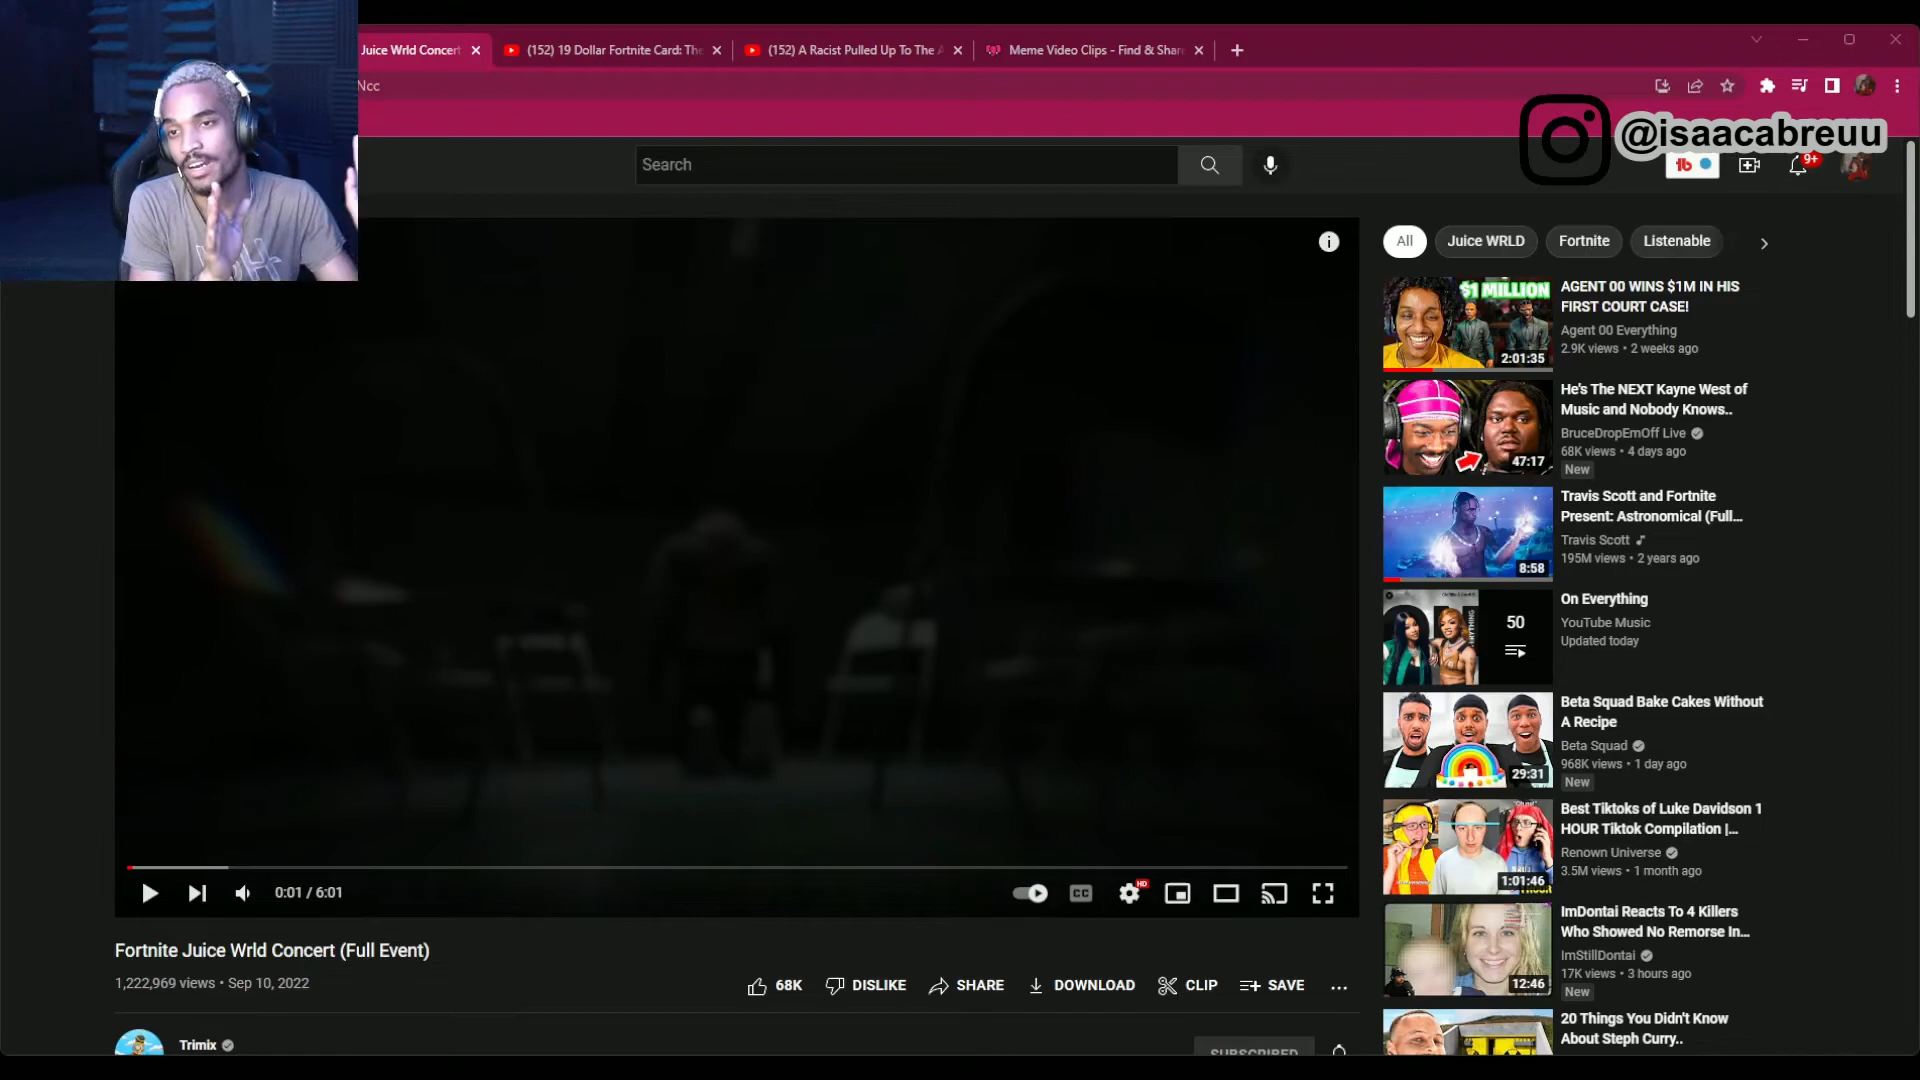 Juice Wrld Concert
(152) 19 Dollar Fortnite Card: The
(152) A Racist Pulled Up To The A
Meme Video Clips - Find & Share
Ncc
@isaacabreuu
Search
9+
All
Juice WRLD
Fortnite
Listenable
$1 MILLION
2:01:35
AGENT 00 WINS $1M IN HIS
FIRST COURT CASE!
Agent 00 Everything
2.9K views • 2 weeks ago
47:17
He's The NEXT Kayne West of
Music and Nobody Knows..
BruceDropEmOff Live
68K views • 4 days ago
New
8:58
Travis Scott and Fortnite
Present: Astronomical (Full...
Travis Scott
195M views • 2 years ago
50
On Everything
YouTube Music
Updated today
29:31
Beta Squad Bake Cakes Without
A Recipe
Beta Squad
968K views • 1 day ago
New
1:01:46
Best Tiktoks of Luke Davidson 1
HOUR Tiktok Compilation |...
Renown Universe
3.5M views • 1 month ago
12:46
ImDontai Reacts To 4 Killers
Who Showed No Remorse In...
ImStillDontai
17K views • 3 hours ago
New
20 Things You Didn't Know
About Steph Curry..
0:01 / 6:01
CC
HD
Fortnite Juice Wrld Concert (Full Event)
1,222,969 views • Sep 10, 2022
68K
DISLIKE
SHARE
DOWNLOAD
CLIP
SAVE
Trimix
SUBSCRIBED